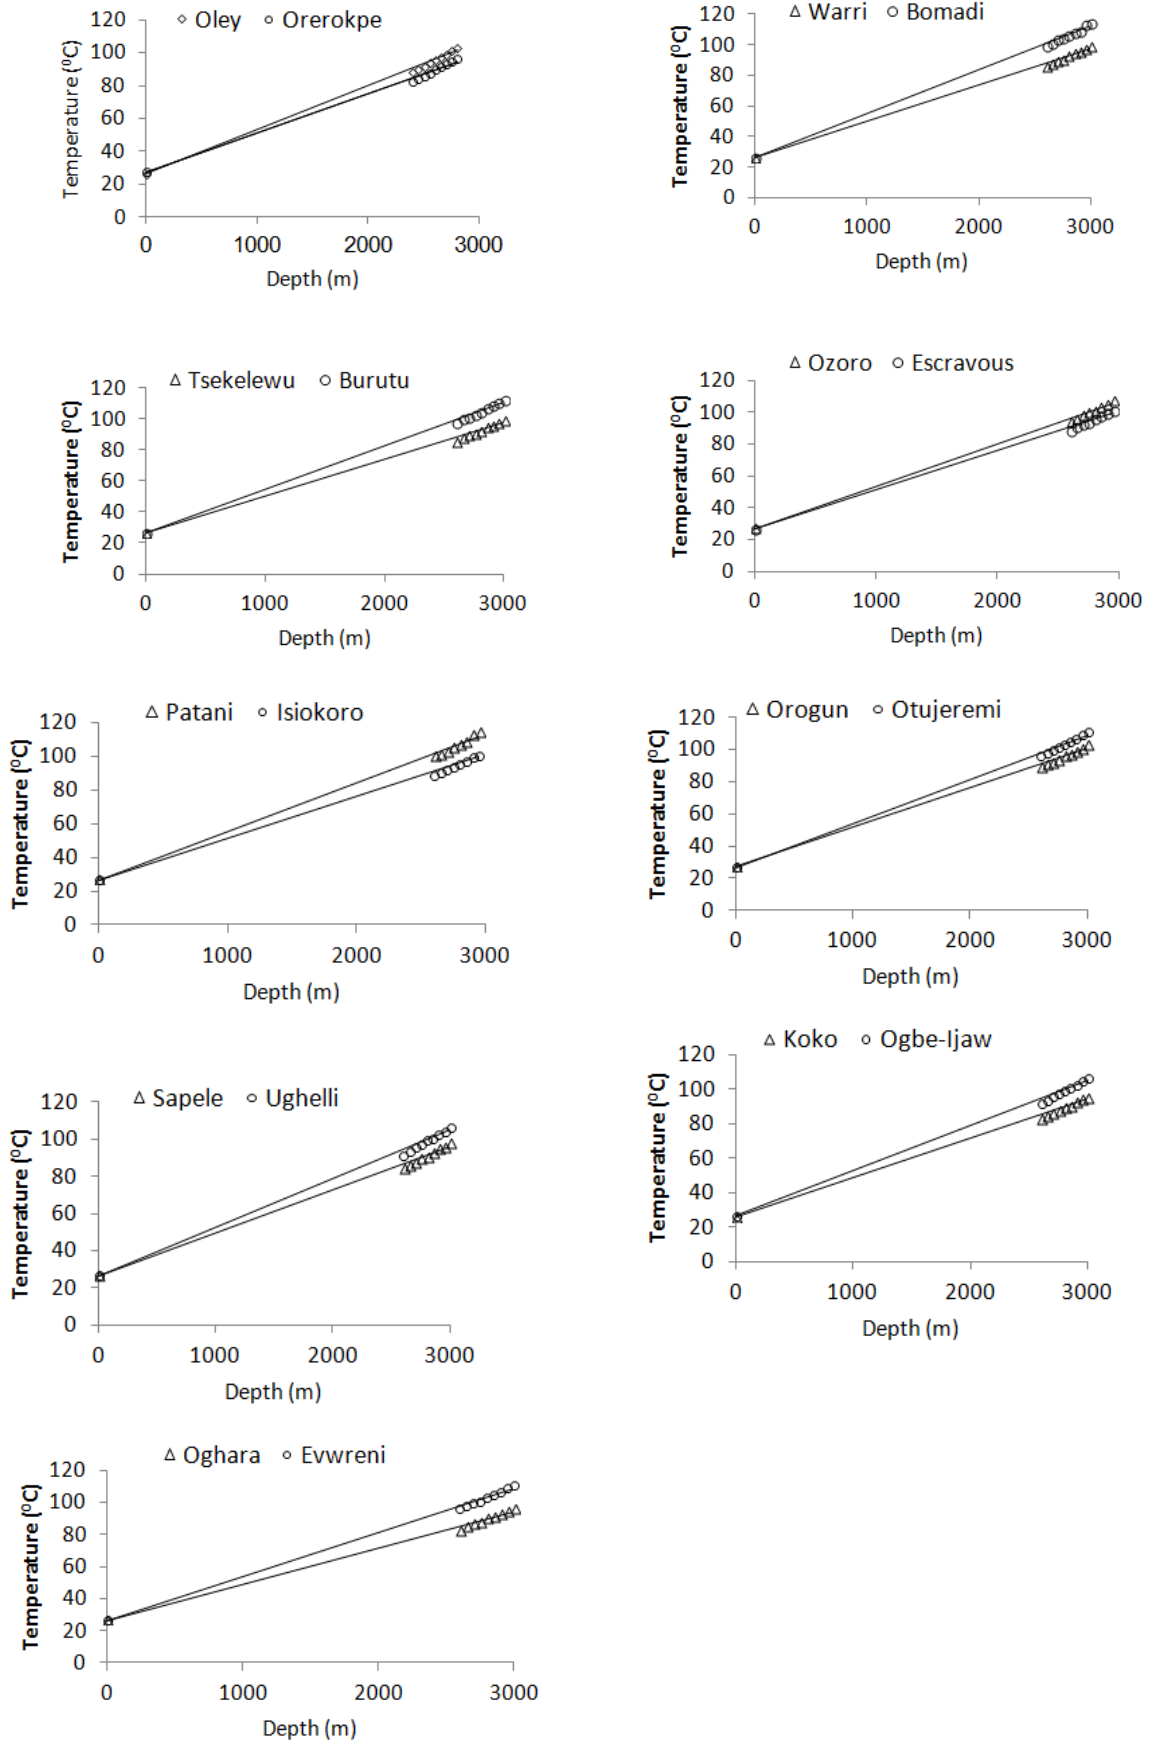 Oley Orerokpe
120
100
80
60
40
20
0
Temperature (⁰C)
0 1000 2000 3000
Depth (m)
Warri Bomadi
120
100
80
60
40
20
0
Temperature (⁰C)
0 1000 2000 3000
Depth (m)
Tsekelewu Burutu
120
100
80
60
40
20
0
Temperature (⁰C)
0 1000 2000 3000
Depth (m)
Ozoro Escravous
120
100
80
60
40
20
0
Temperature (⁰C)
0 1000 2000 3000
Depth (m)
Patani Isiokoro
120
100
80
60
40
20
0
Temperature (⁰C)
0 1000 2000 3000
Depth (m)
Orogun Otujeremi
120
100
80
60
40
20
0
Temperature (⁰C)
0 1000 2000 3000
Depth (m)
Sapele Ughelli
120
100
80
60
40
20
0
Temperature (⁰C)
0 1000 2000 3000
Depth (m)
Koko Ogbe-Ijaw
120
100
80
60
40
20
0
Temperature (⁰C)
0 1000 2000 3000
Depth (m)
Oghara Evwreni
120
100
80
60
40
20
0
Temperature (⁰C)
0 1000 2000 3000
Depth (m)